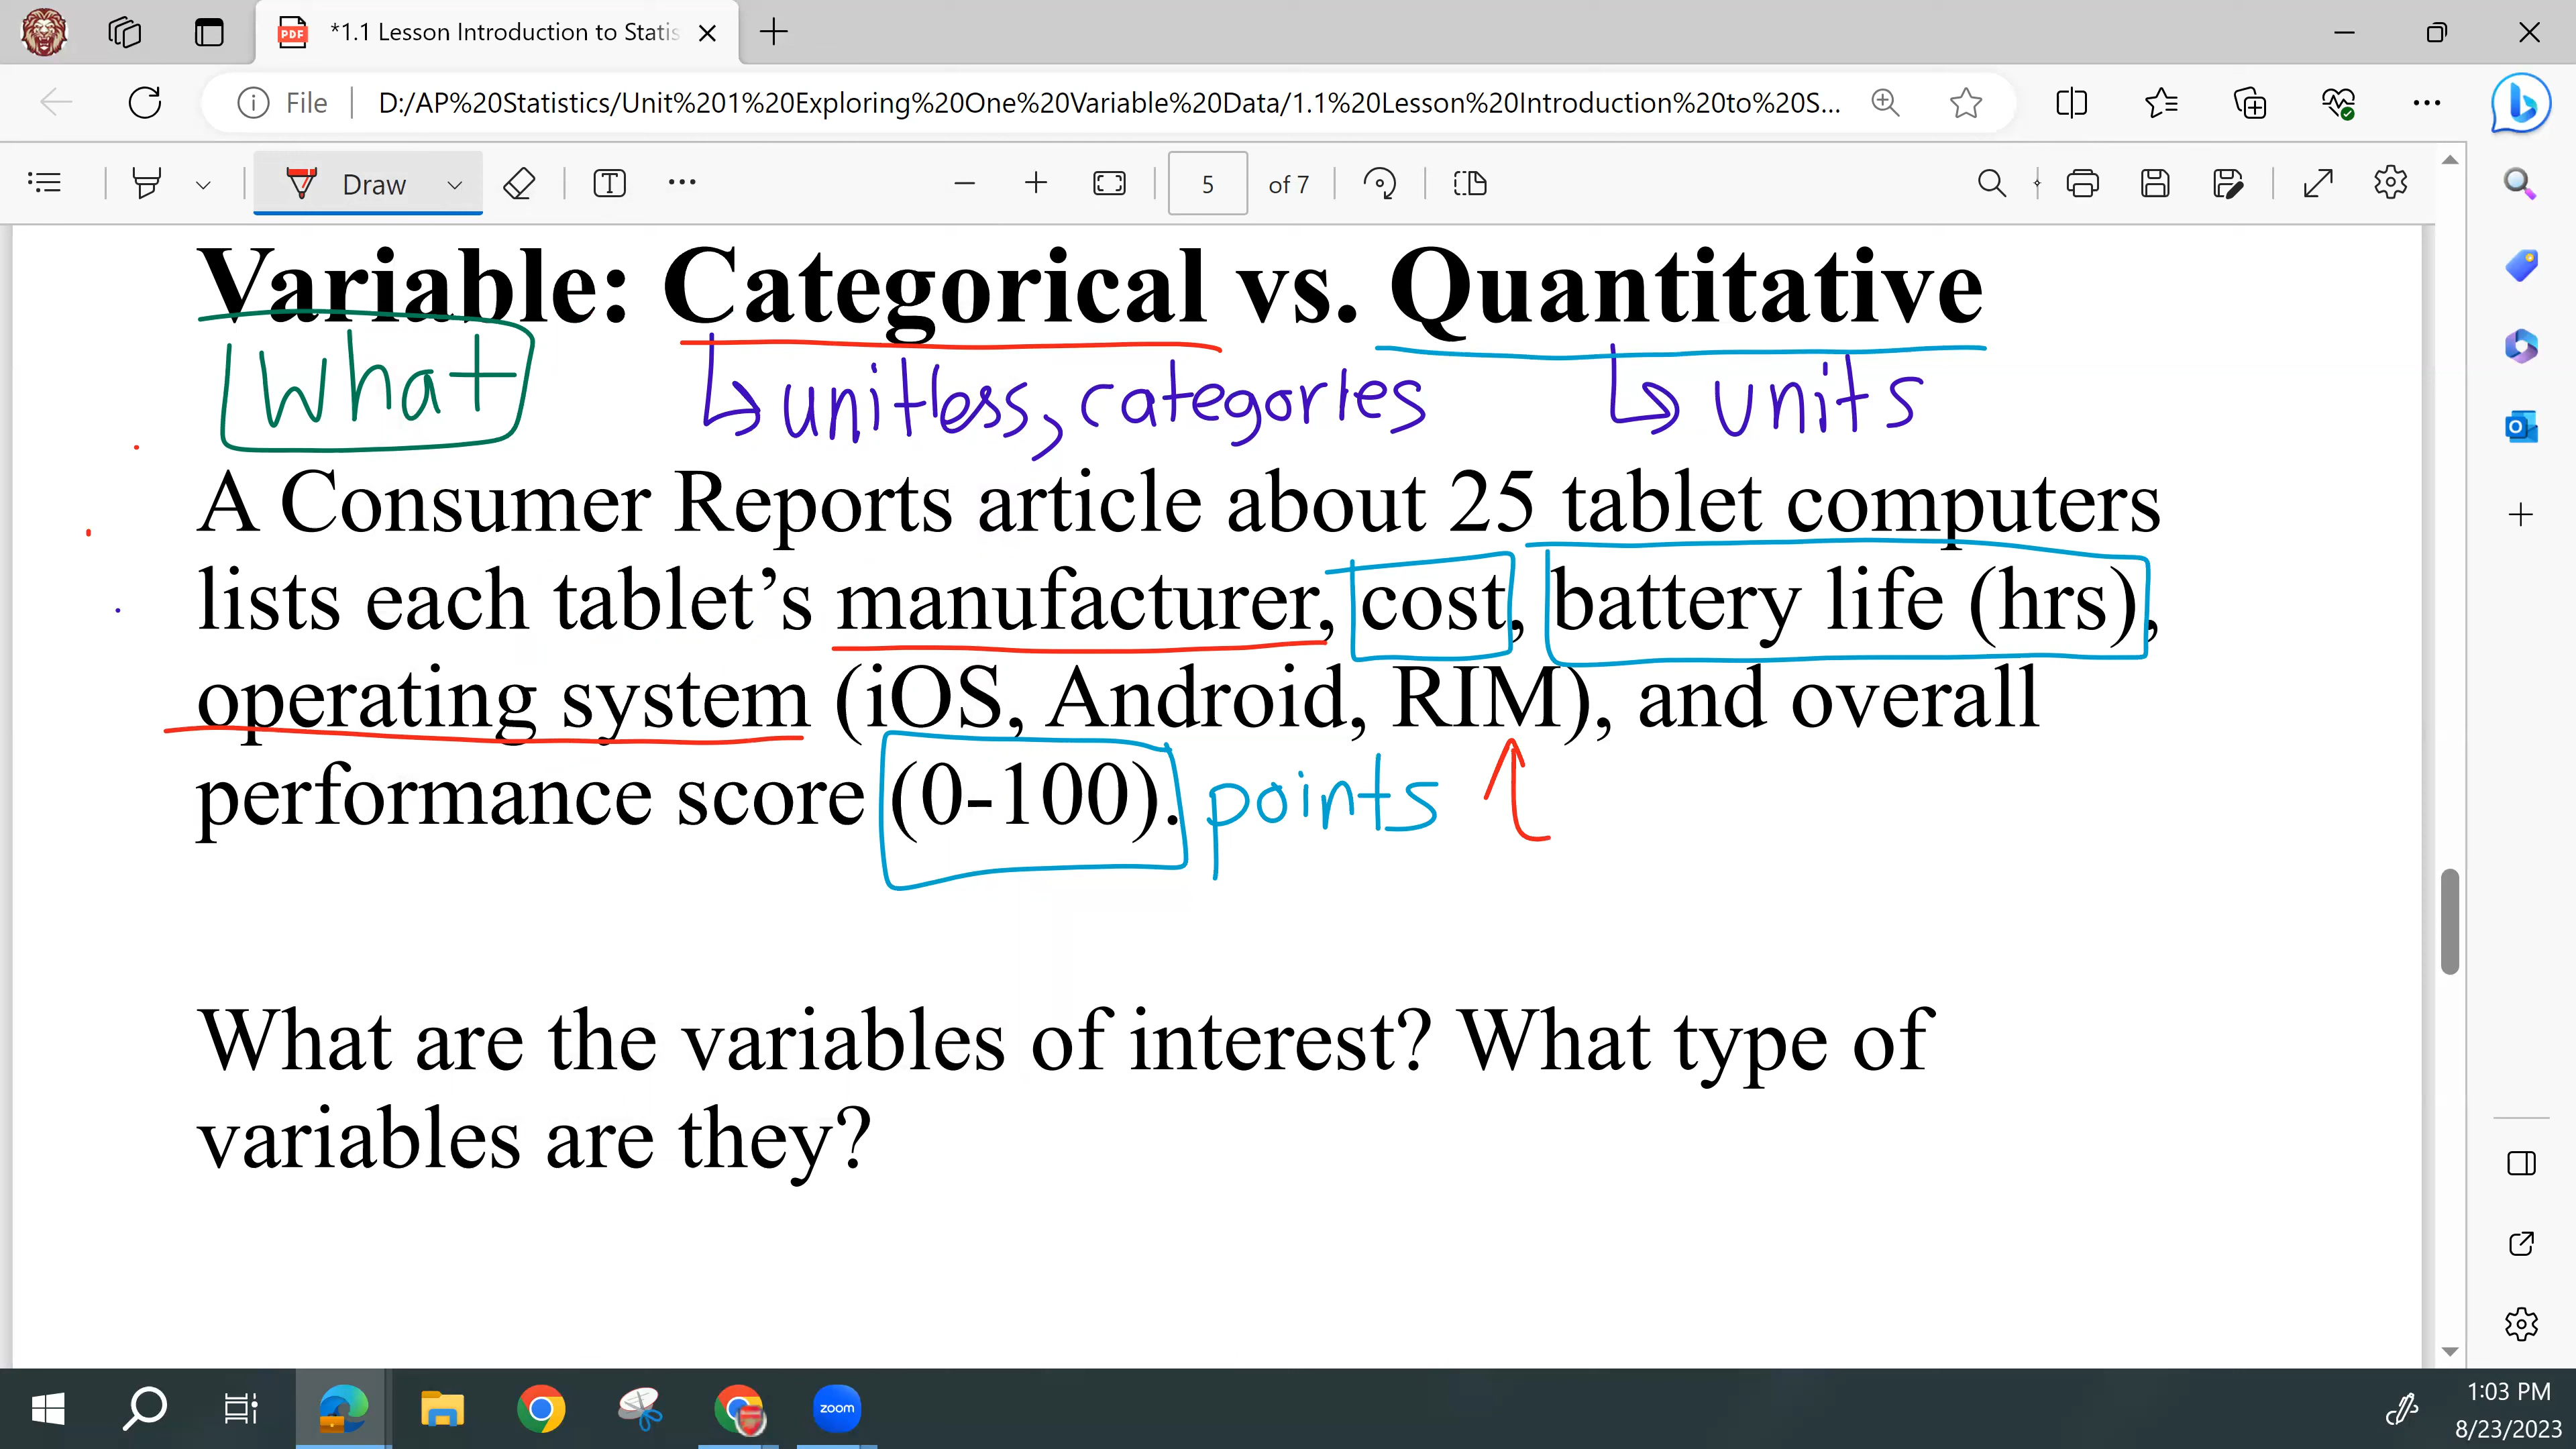 *1.1 Lesson Introduction to Statis
File
D:/AP%20Statistics/Unit%201%20Exploring%20One%20Variable%20Data/1.1%20Lesson%20Introduction%20to%20S...
Draw
5 of 7
Variable: Categorical vs. Quantitative
What
unitless, categories
units
A Consumer Reports article about 25 tablet computers
lists each tablet’s manufacturer, cost, battery life (hrs),
operating system (iOS, Android, RIM), and overall
performance score (0-100). points
What are the variables of interest? What type of
variables are they?
zoom
1:03 PM
8/23/2023